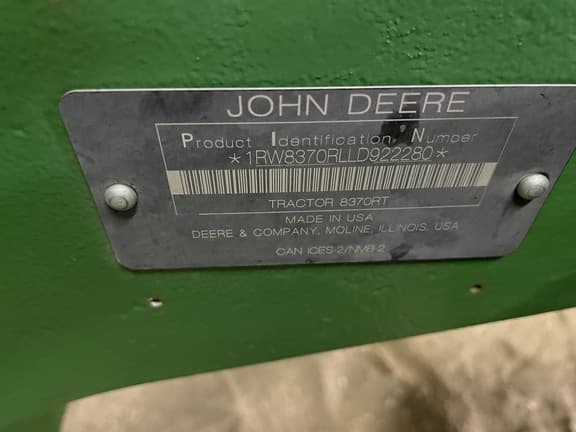 JOHN DEERE
Product Identification Number
*1RW8370RLLD922280*
TRACTOR 8370RT
MADE IN USA
DEERE & COMPANY, MOLINE, ILLINOIS, USA
CAN ICES-2/NMB-2